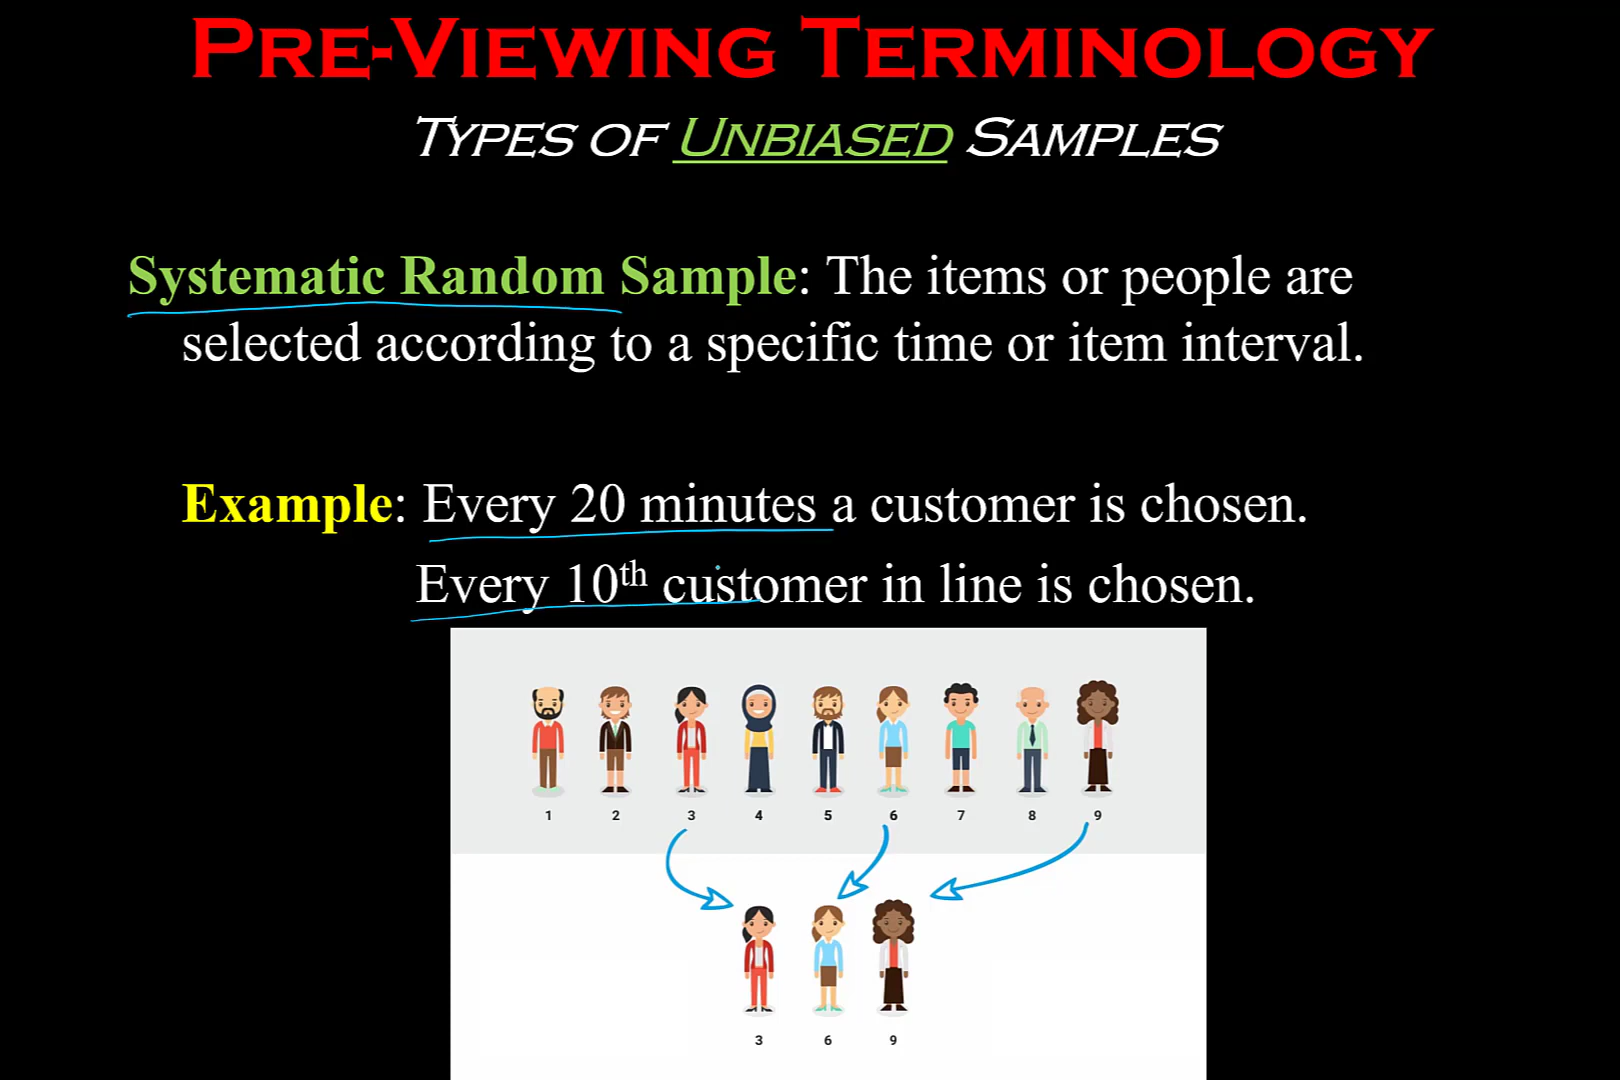 PRE-VIEWING TERMINOLOGY
TYPES OF UNBIASED SAMPLES
Systematic Random Sample: The items or people are
selected according to a specific time or item interval.
Example: Every 20 minutes a customer is chosen.
Every 10th customer in line is chosen.
1 2 3 4 5 6 7 8 9
3 6 9